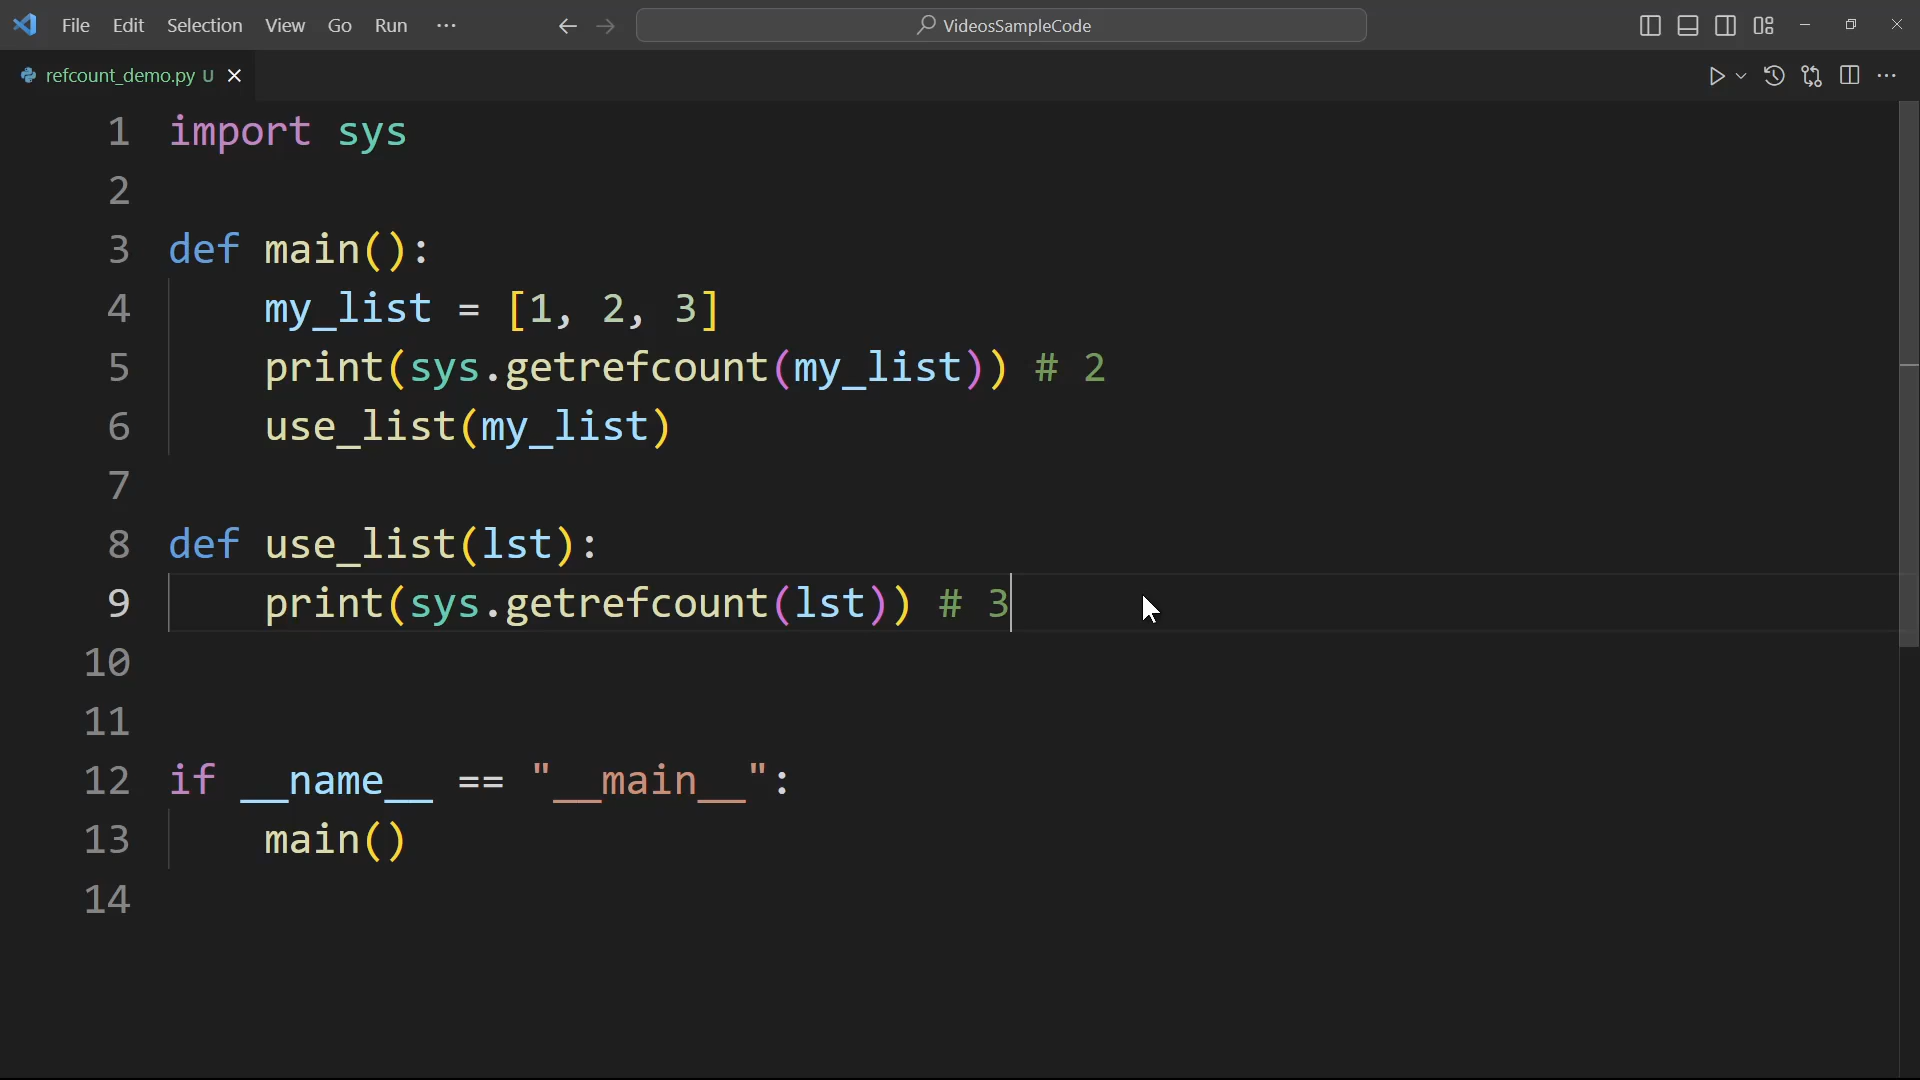 File Edit Selection View Go Run ··· VideosSampleCode
refcount_demo.py U
1 import sys
2
3 def main():
4     my_list = [1, 2, 3]
5     print(sys.getrefcount(my_list)) # 2
6     use_list(my_list)
7
8 def use_list(lst):
9     print(sys.getrefcount(lst)) # 3
10
11
12 if __name__ == "__main__":
13     main()
14